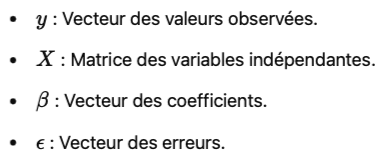 • y : Vecteur des valeurs observées.
• X : Matrice des variables indépendantes.
• β : Vecteur des coefficients.
• ϵ : Vecteur des erreurs.